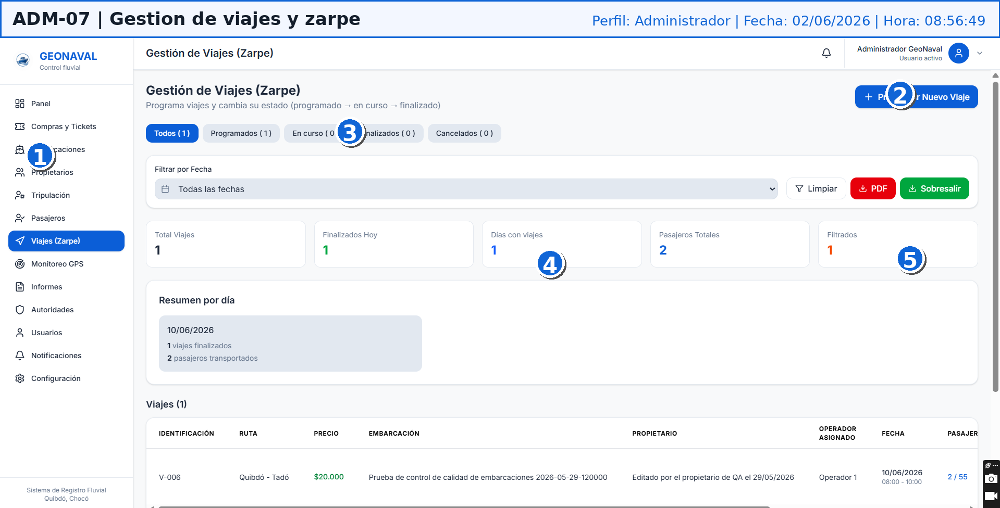 ADM-07 | Gestion de viajes y zarpe
Perfil: Administrador | Fecha: 02/06/2026 | Hora: 08:56:49
GEONAVAL
Control fluvial
Gestión de Viajes (Zarpe)
Administrador GeoNaval
Usuario activo
Panel
Compras y Tickets
caciones
Propietarios
Tripulación
Pasajeros
Viajes (Zarpe)
Monitoreo GPS
Informes
Autoridades
Usuarios
Notificaciones
Configuración
Sistema de Registro Fluvial
Quibdó, Chocó
1
Gestión de Viajes (Zarpe)
Programa viajes y cambia su estado (programado → en curso → finalizado)
+ Pr r Nuevo Viaje
2
Todos ( 1 ) Programados ( 1 ) En curso ( 0 nalizados ( 0 ) Cancelados ( 0 )
3
Filtrar por Fecha
Todas las fechas Limpiar PDF Sobresalir
Total Viajes
1
Finalizados Hoy
1
Días con viajes
1
4
Pasajeros Totales
2
Filtrados
1
5
Resumen por día
10/06/2026
1 viajes finalizados
2 pasajeros transportados
Viajes (1)
IDENTIFICACIÓN RUTA PRECIO EMBARCACIÓN PROPIETARIO OPERADOR ASIGNADO FECHA PASAJER
V-006 Quibdó - Tadó $20.000 Prueba de control de calidad de embarcaciones 2026-05-29-120000 Editado por el propietario de QA el 29/05/2026 Operador 1 10/06/2026 2 / 55
08:00 - 10:00